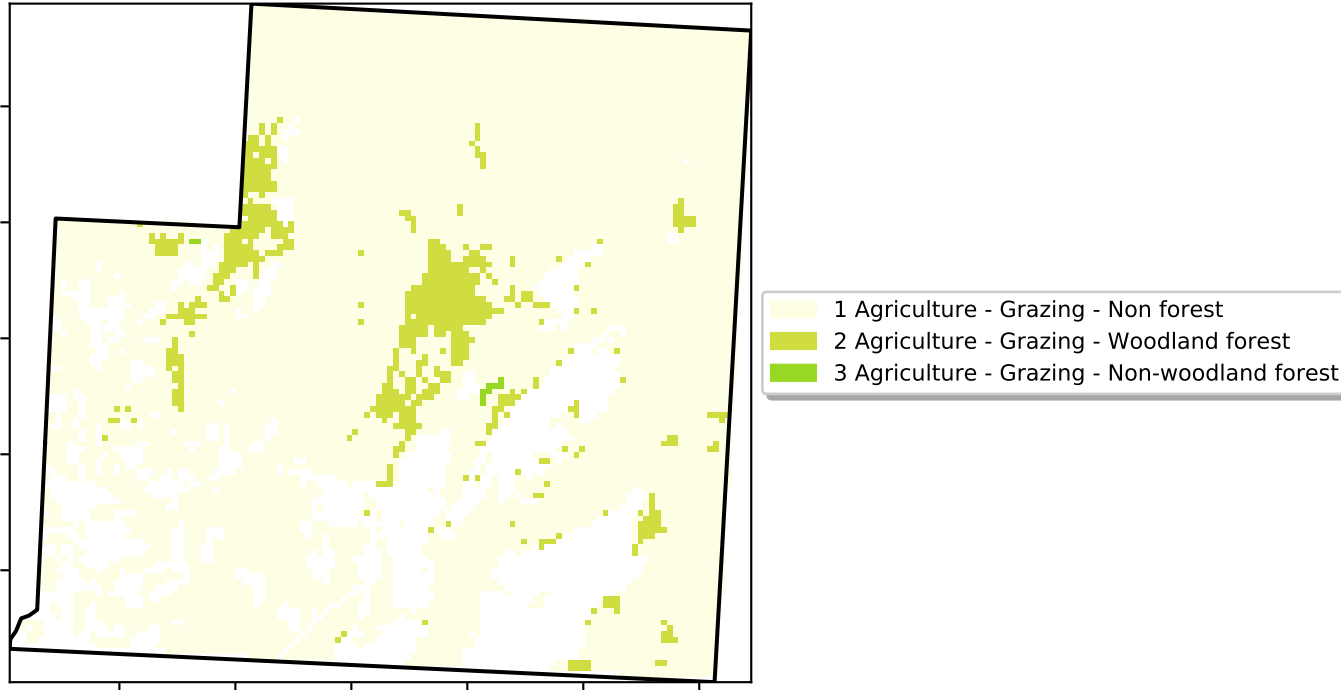 1 Agriculture - Grazing - Non forest
2 Agriculture - Grazing - Woodland forest
3 Agriculture - Grazing - Non-woodland forest